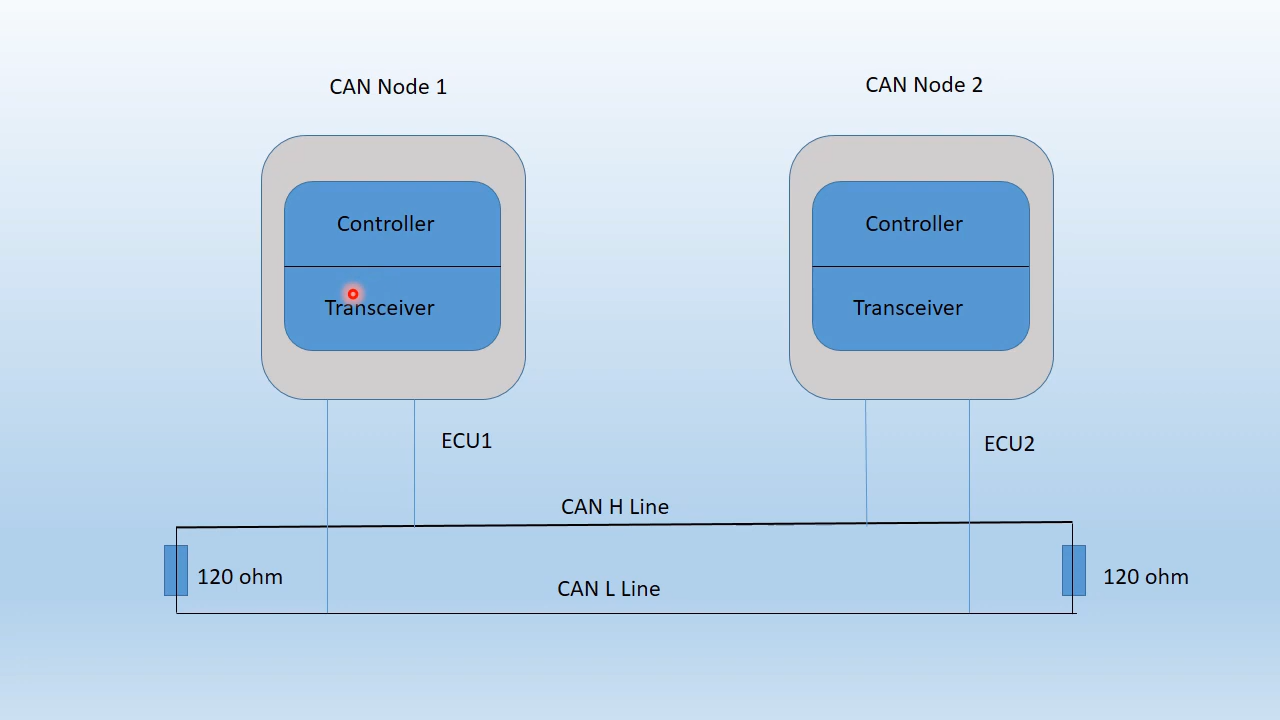 CAN Node 1
CAN Node 2
Controller
Controller
Transceiver
Transceiver
ECU1
ECU2
CAN H Line
120 ohm
120 ohm
CAN L Line